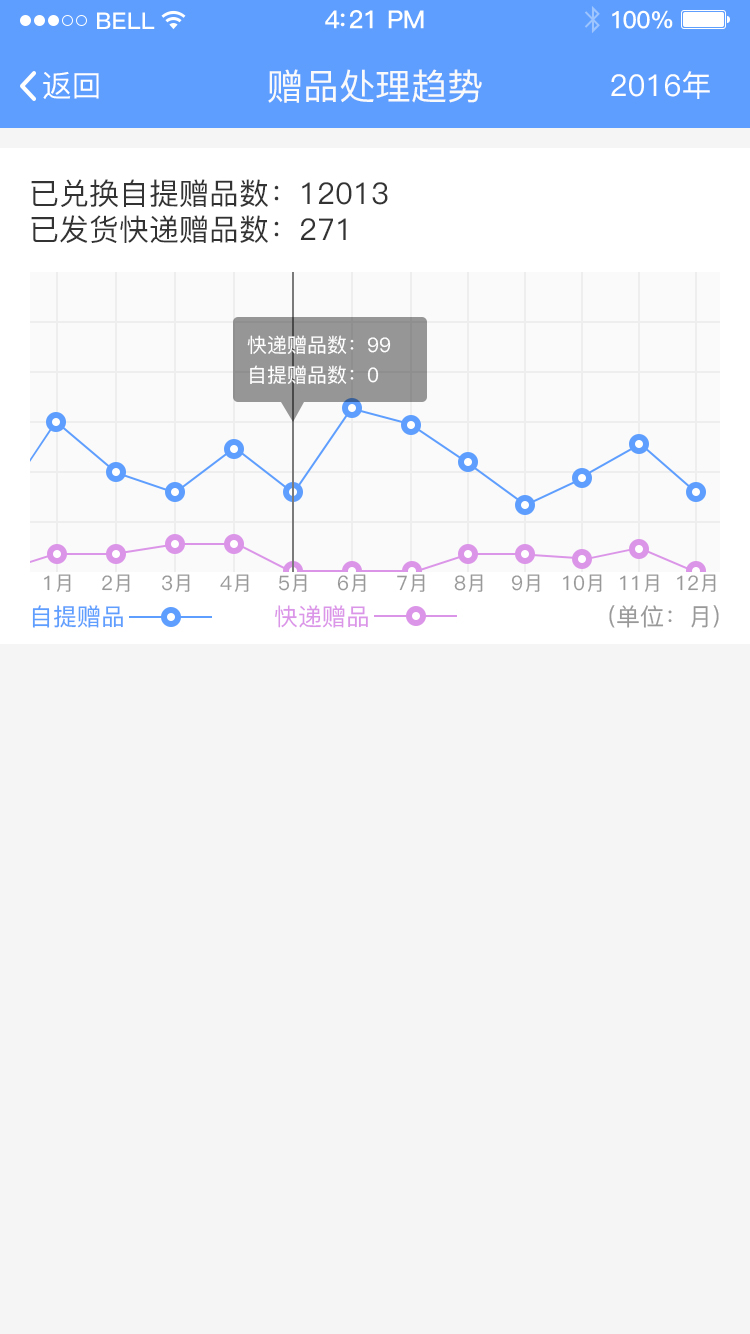 BELL 4:21 PM 100%
返回 赠品处理趋势 2016年
已兑换自提赠品数：12013
已发货快递赠品数：271
快递赠品数：99
自提赠品数：0
1月 2月 3月 4月 5月 6月 7月 8月 9月 10月 11月 12月
自提赠品 快递赠品 (单位：月)